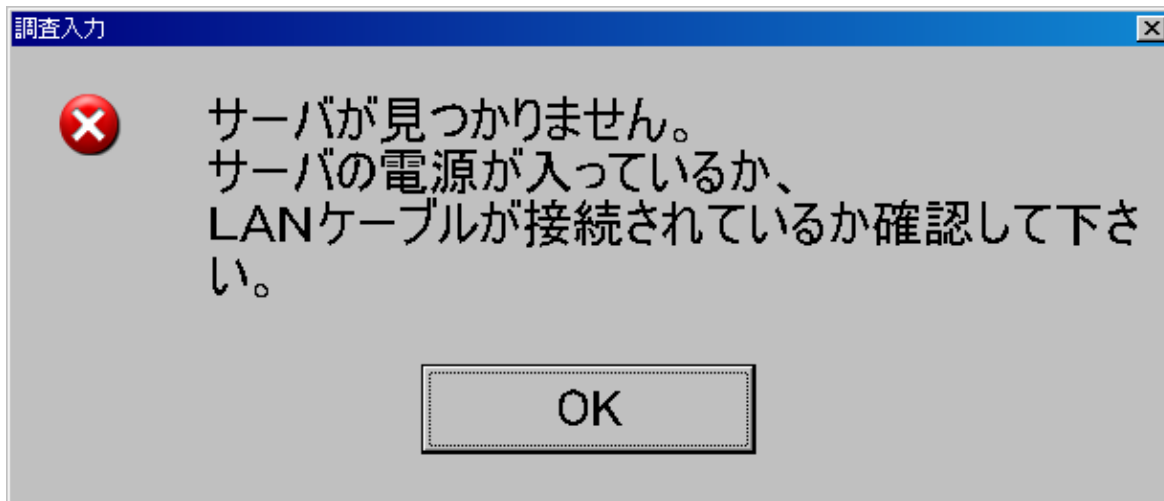 調査入力
サーバが見つかりません。
サーバの電源が入っているか、
LANケーブルが接続されているか確認して下さ
い。
OK